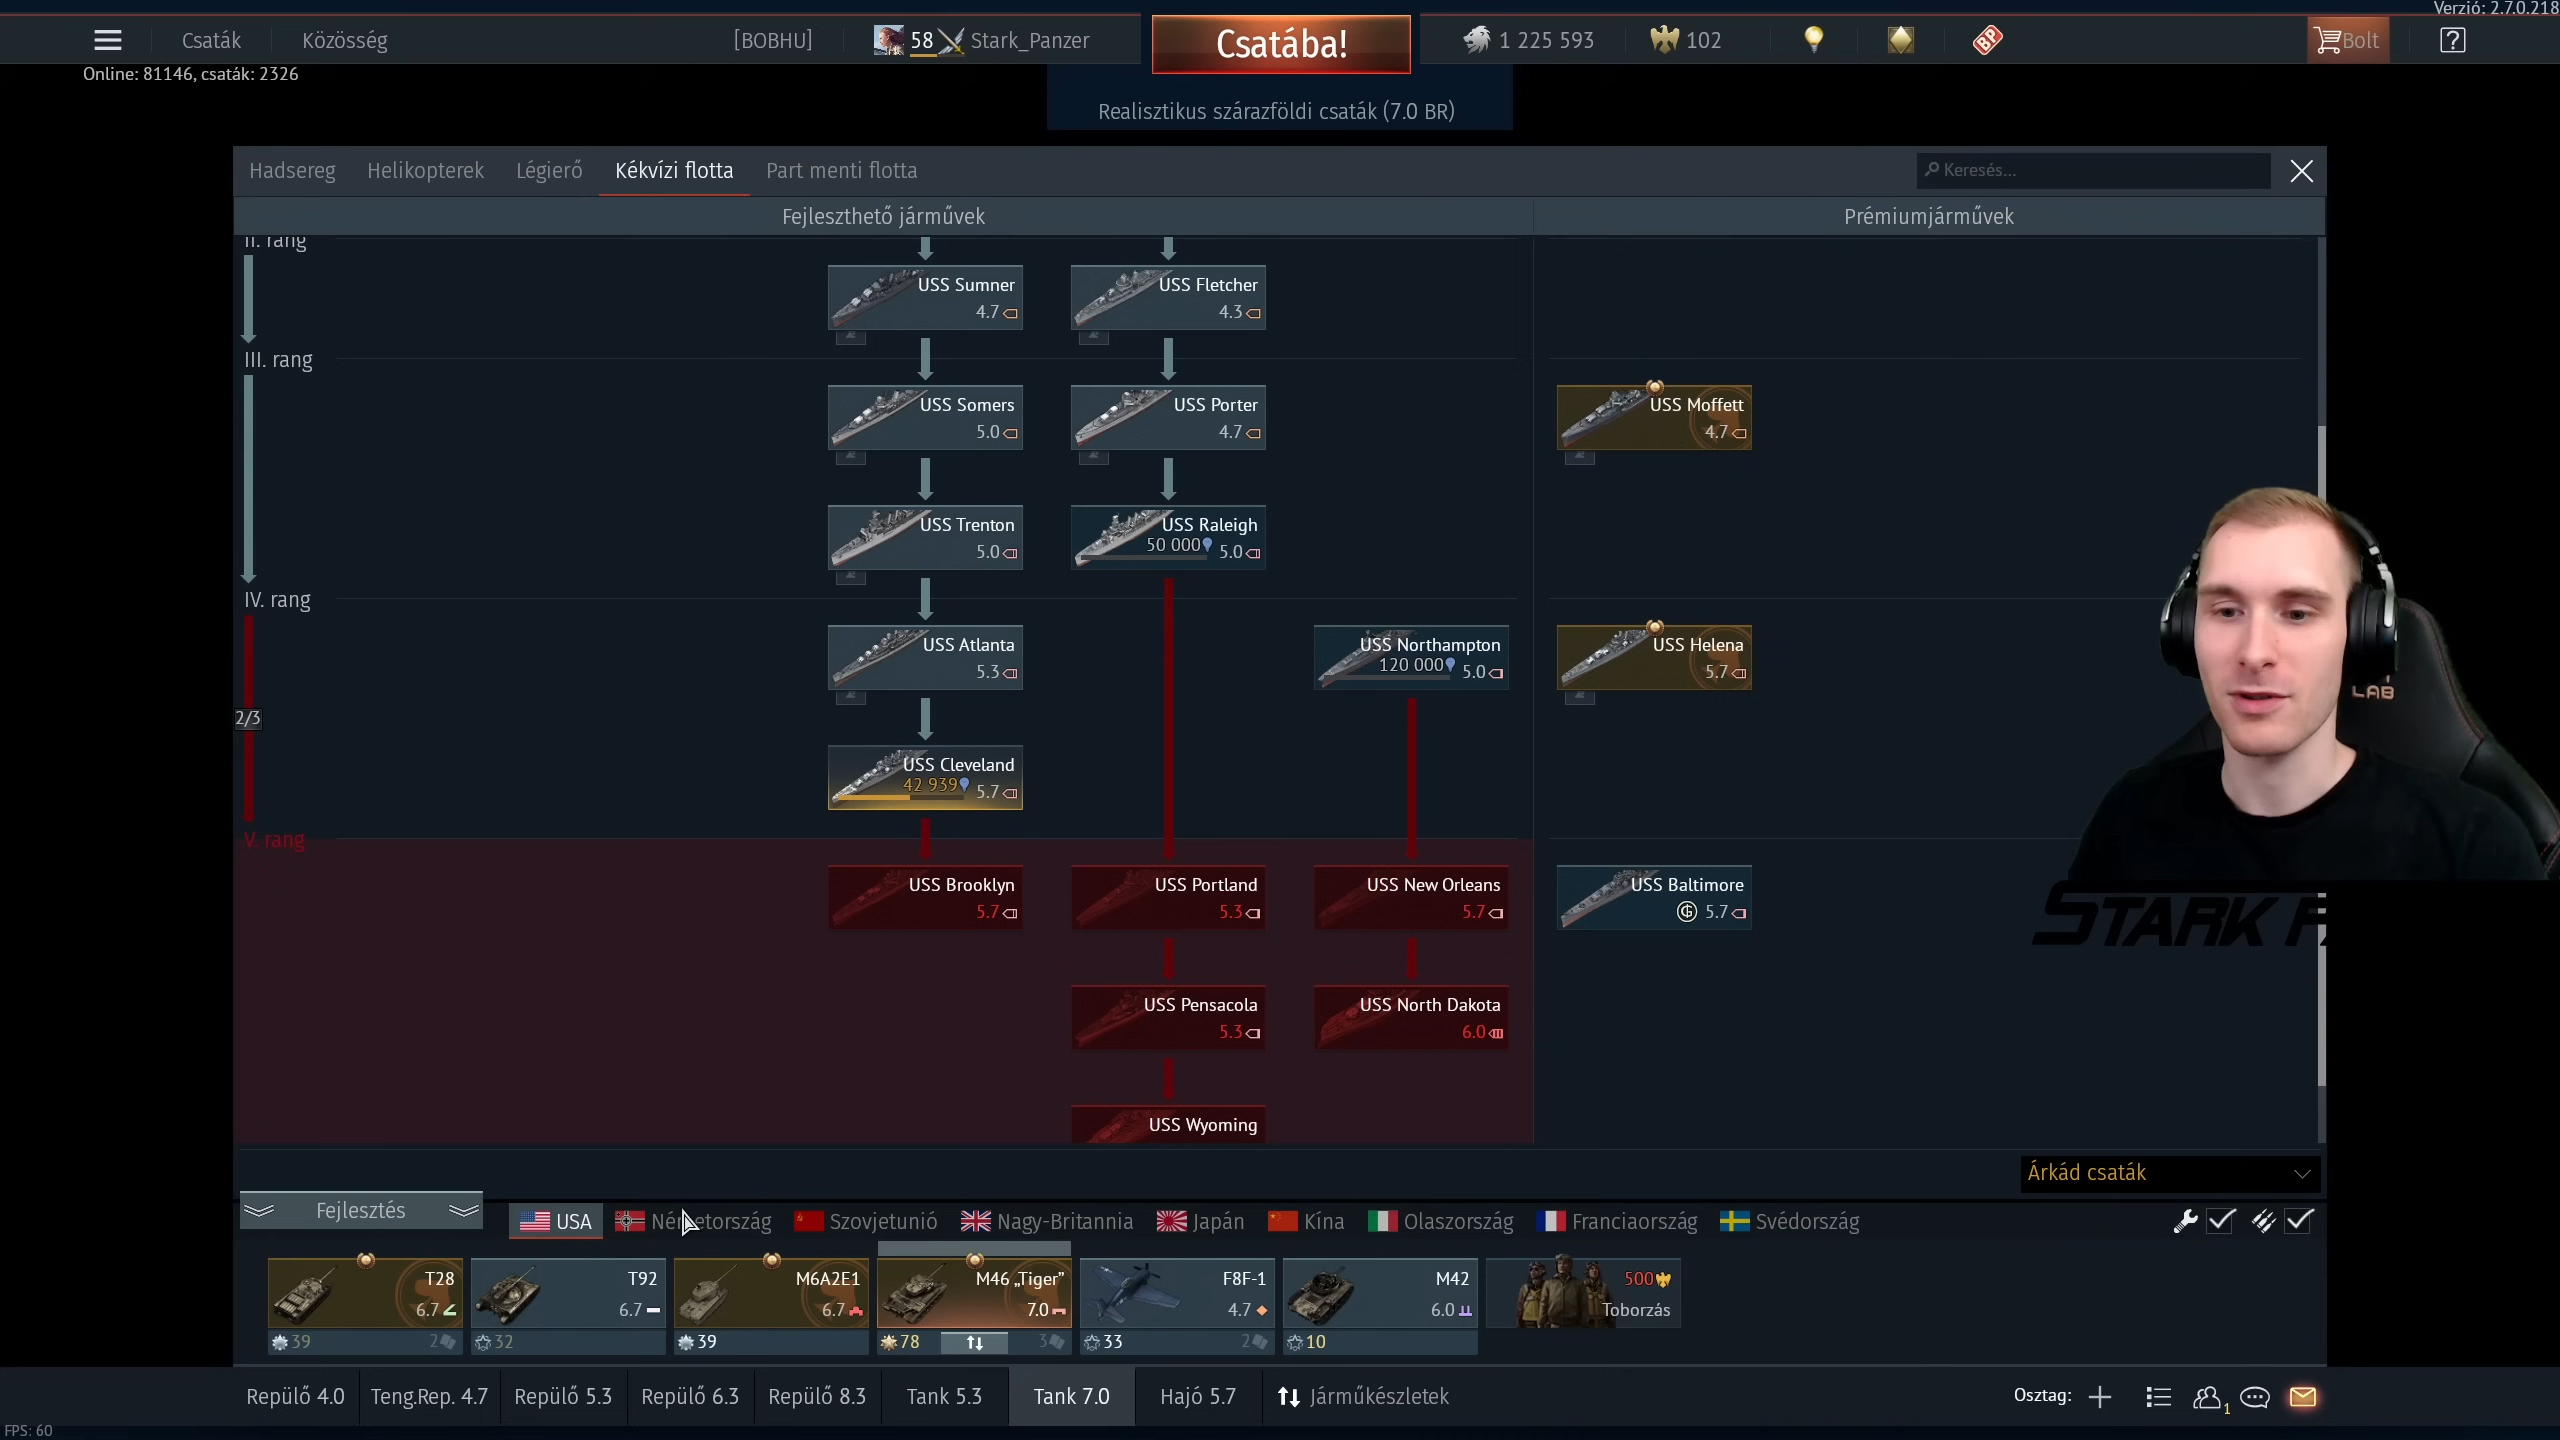 Verzió: 2.7.0.218
Csaták
Közösség
[BOBHU]
58
Stark_Panzer
Csatába!
1 225 593
102
Bolt
Online: 81146, csaták: 2326
Realisztikus szárazföldi csaták (7.0 BR)
Hadsereg
Helikopterek
Légierő
Kékvízi flotta
Part menti flotta
Keresés...
Fejleszthető járművek
Prémiumjárművek
II. rang
USS Sumner
4.7
USS Fletcher
4.3
III. rang
USS Somers
5.0
USS Porter
4.7
USS Moffett
4.7
USS Trenton
5.0
USS Raleigh
50 000 5.0
IV. rang
USS Atlanta
5.3
USS Northampton
120 000 5.0
USS Helena
5.7
LAB
2/3
USS Cleveland
42 939 5.7
V. rang
USS Brooklyn
5.7
USS Portland
5.3
USS New Orleans
5.7
USS Baltimore
5.7
STARK
USS Pensacola
5.3
USS North Dakota
6.0
USS Wyoming
Árkád csaták
Fejlesztés
USA
Németország
Szovjetunió
Nagy-Britannia
Japán
Kína
Olaszország
Franciaország
Svédország
T28
6.7
39
2
T92
6.7
32
M6A2E1
6.7
39
M46 „Tiger”
7.0
78
3
F8F-1
4.7
33
2
M42
6.0
10
500
Toborzás
Repülő 4.0
Teng.Rep. 4.7
Repülő 5.3
Repülő 6.3
Repülő 8.3
Tank 5.3
Tank 7.0
Hajó 5.7
Járműkészletek
Osztag:
1
FPS: 60